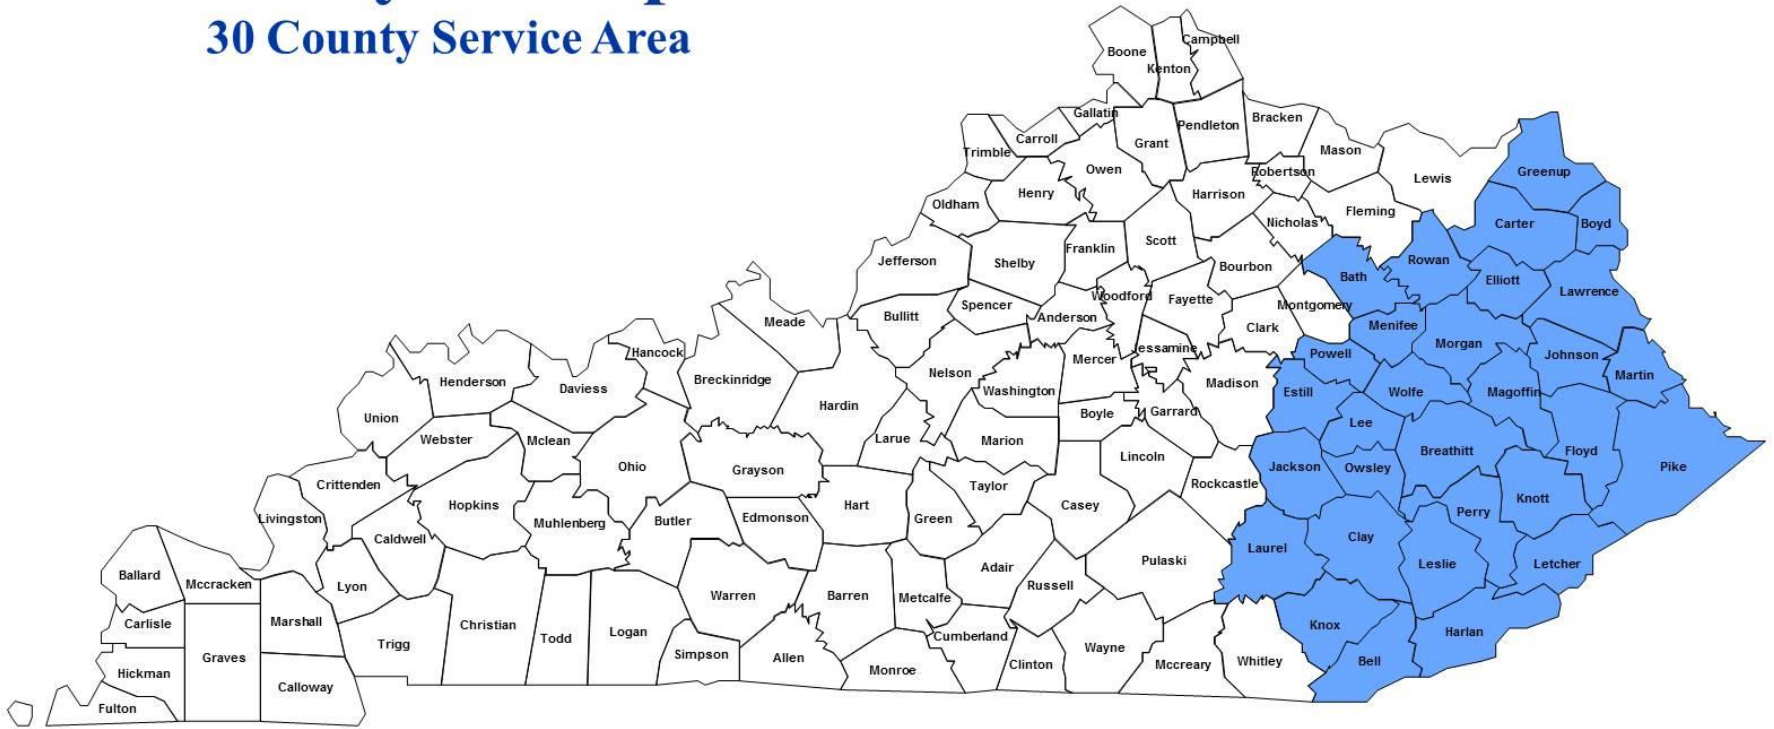 30 County Service Area
Boone
Campbell
Kenton
Gallatin
Carroll
Trimble
Grant
Pendleton
Bracken
Mason
Lewis
Greenup
Owen
Henry
Oldham
Harrison
Robertson
Nicholas
Fleming
Carter
Boyd
Jefferson
Shelby
Franklin
Scott
Bourbon
Bath
Rowan
Elliott
Lawrence
Meade
Bullitt
Spencer
Anderson
Woodford
Fayette
Clark
Montgomery
Menifee
Morgan
Johnson
Martin
Hancock
Breckinridge
Nelson
Washington
Mercer
Jessamine
Madison
Powell
Estill
Wolfe
Magoffin
Henderson
Daviess
Union
Webster
Mclean
Ohio
Grayson
Hardin
Larue
Marion
Boyle
Garrard
Lincoln
Lee
Breathitt
Floyd
Pike
Crittenden
Livingston
Hopkins
Muhlenberg
Butler
Edmonson
Hart
Green
Taylor
Casey
Rockcastle
Jackson
Owsley
Perry
Knott
Caldwell
Lyon
Ballard
Mccracken
Warren
Barren
Metcalfe
Adair
Russell
Pulaski
Laurel
Clay
Leslie
Letcher
Carlisle
Graves
Marshall
Trigg
Christian
Todd
Logan
Simpson
Allen
Monroe
Cumberland
Clinton
Wayne
Mccreary
Whitley
Knox
Bell
Harlan
Hickman
Fulton
Calloway